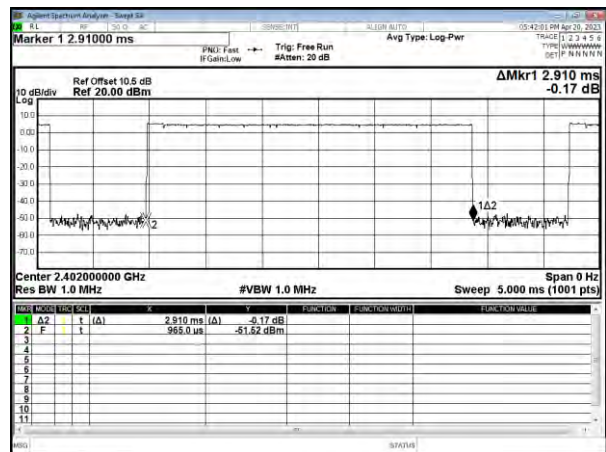 Agilent Spectrum Analyzer - Swept SA
RL RF 50 Ω AC SENSE:INT ALIGN AUTO 05:42:01 PM Apr 20, 2023
Marker 1 2.91000 ms
PNO: Fast
IFGain:Low
Trig: Free Run
#Atten: 20 dB
Avg Type: Log-Pwr
TRACE 1 2 3 4 5 6
TYPE WWWWWW
DET P N N N N N
ΔMkr1 2.910 ms
-0.17 dB
Ref Offset 10.5 dB
10 dB/div Ref 20.00 dBm
Log
10.0
0.00
-10.0
-20.0
-30.0
-40.0
-50.0
-60.0
-70.0
1Δ2
2
Center 2.402000000 GHz
Span 0 Hz
Res BW 1.0 MHz
#VBW 1.0 MHz
Sweep 5.000 ms (1001 pts)
MKR MODE TRC SCL X Y FUNCTION FUNCTION WIDTH FUNCTION VALUE
1 Δ2 t (Δ) 2.910 ms (Δ) -0.17 dB
2 F t 965.0 us -51.52 dBm
3
4
5
6
7
8
9
10
11
MSG STATUS